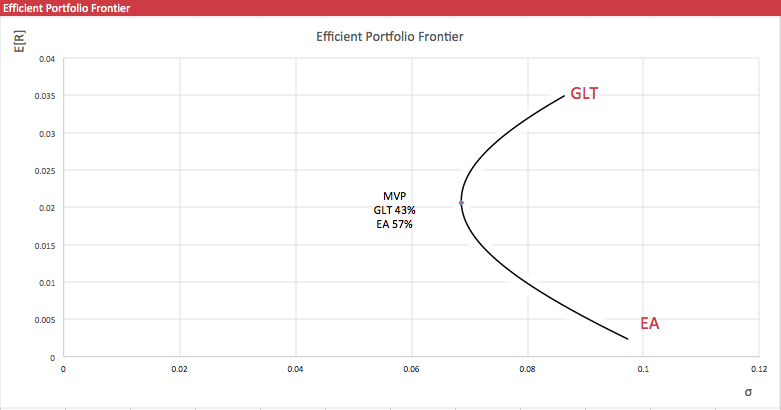 Efficient Portfolio Frontier
E[R]
Efficient Portfolio Frontier
0.04
0.035
0.03
0.025
0.02
0.015
0.01
0.005
0
GLT
MVP
GLT 43%
EA 57%
EA
0
0.02
0.04
0.06
0.08
0.1
0.12
σ